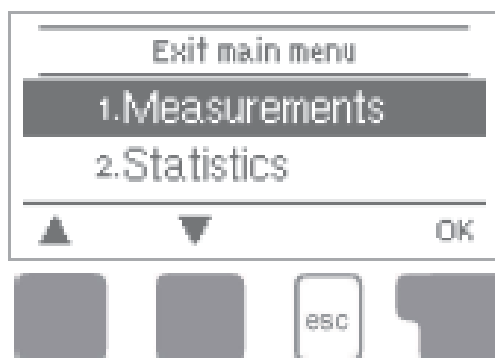 Exit main menu
1.Measurements
2.Statistics
▲ ▼ OK
esc